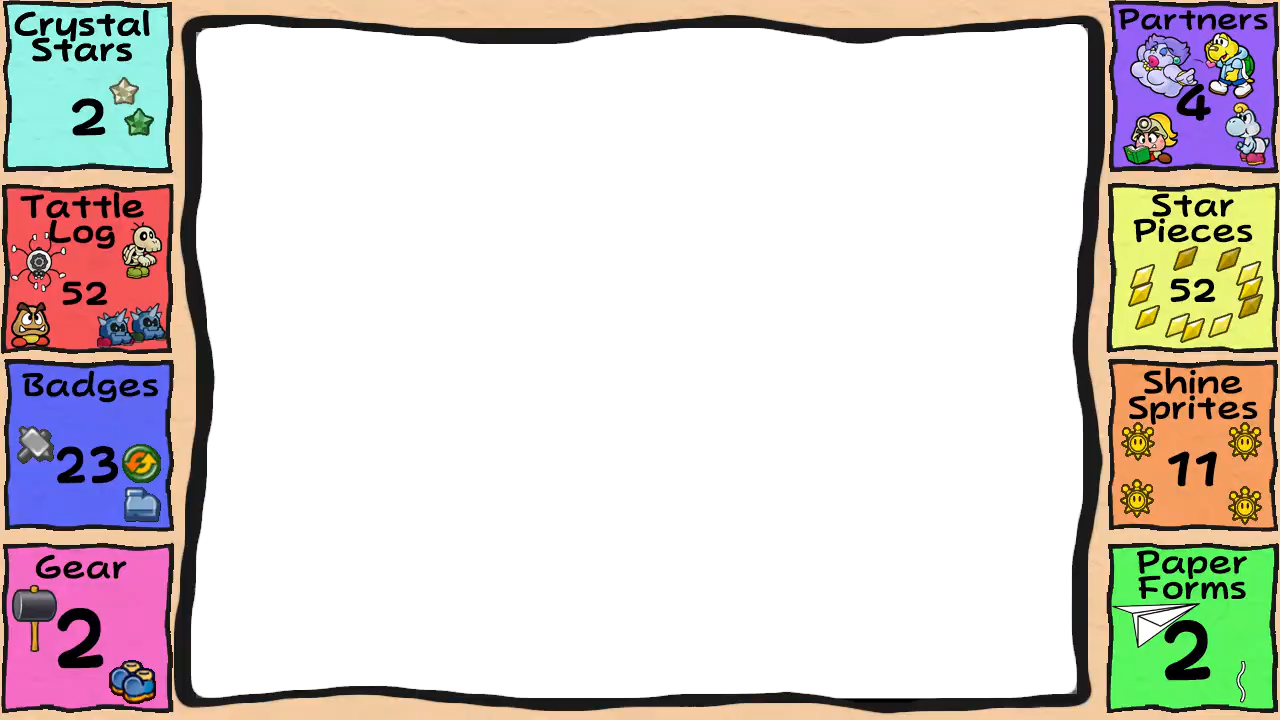 Crystal
Stars
2
Tattle
Log
52
Badges
23
Gear
2
Partners
4
Star
Pieces
52
Shine
Sprites
11
Paper
Forms
2